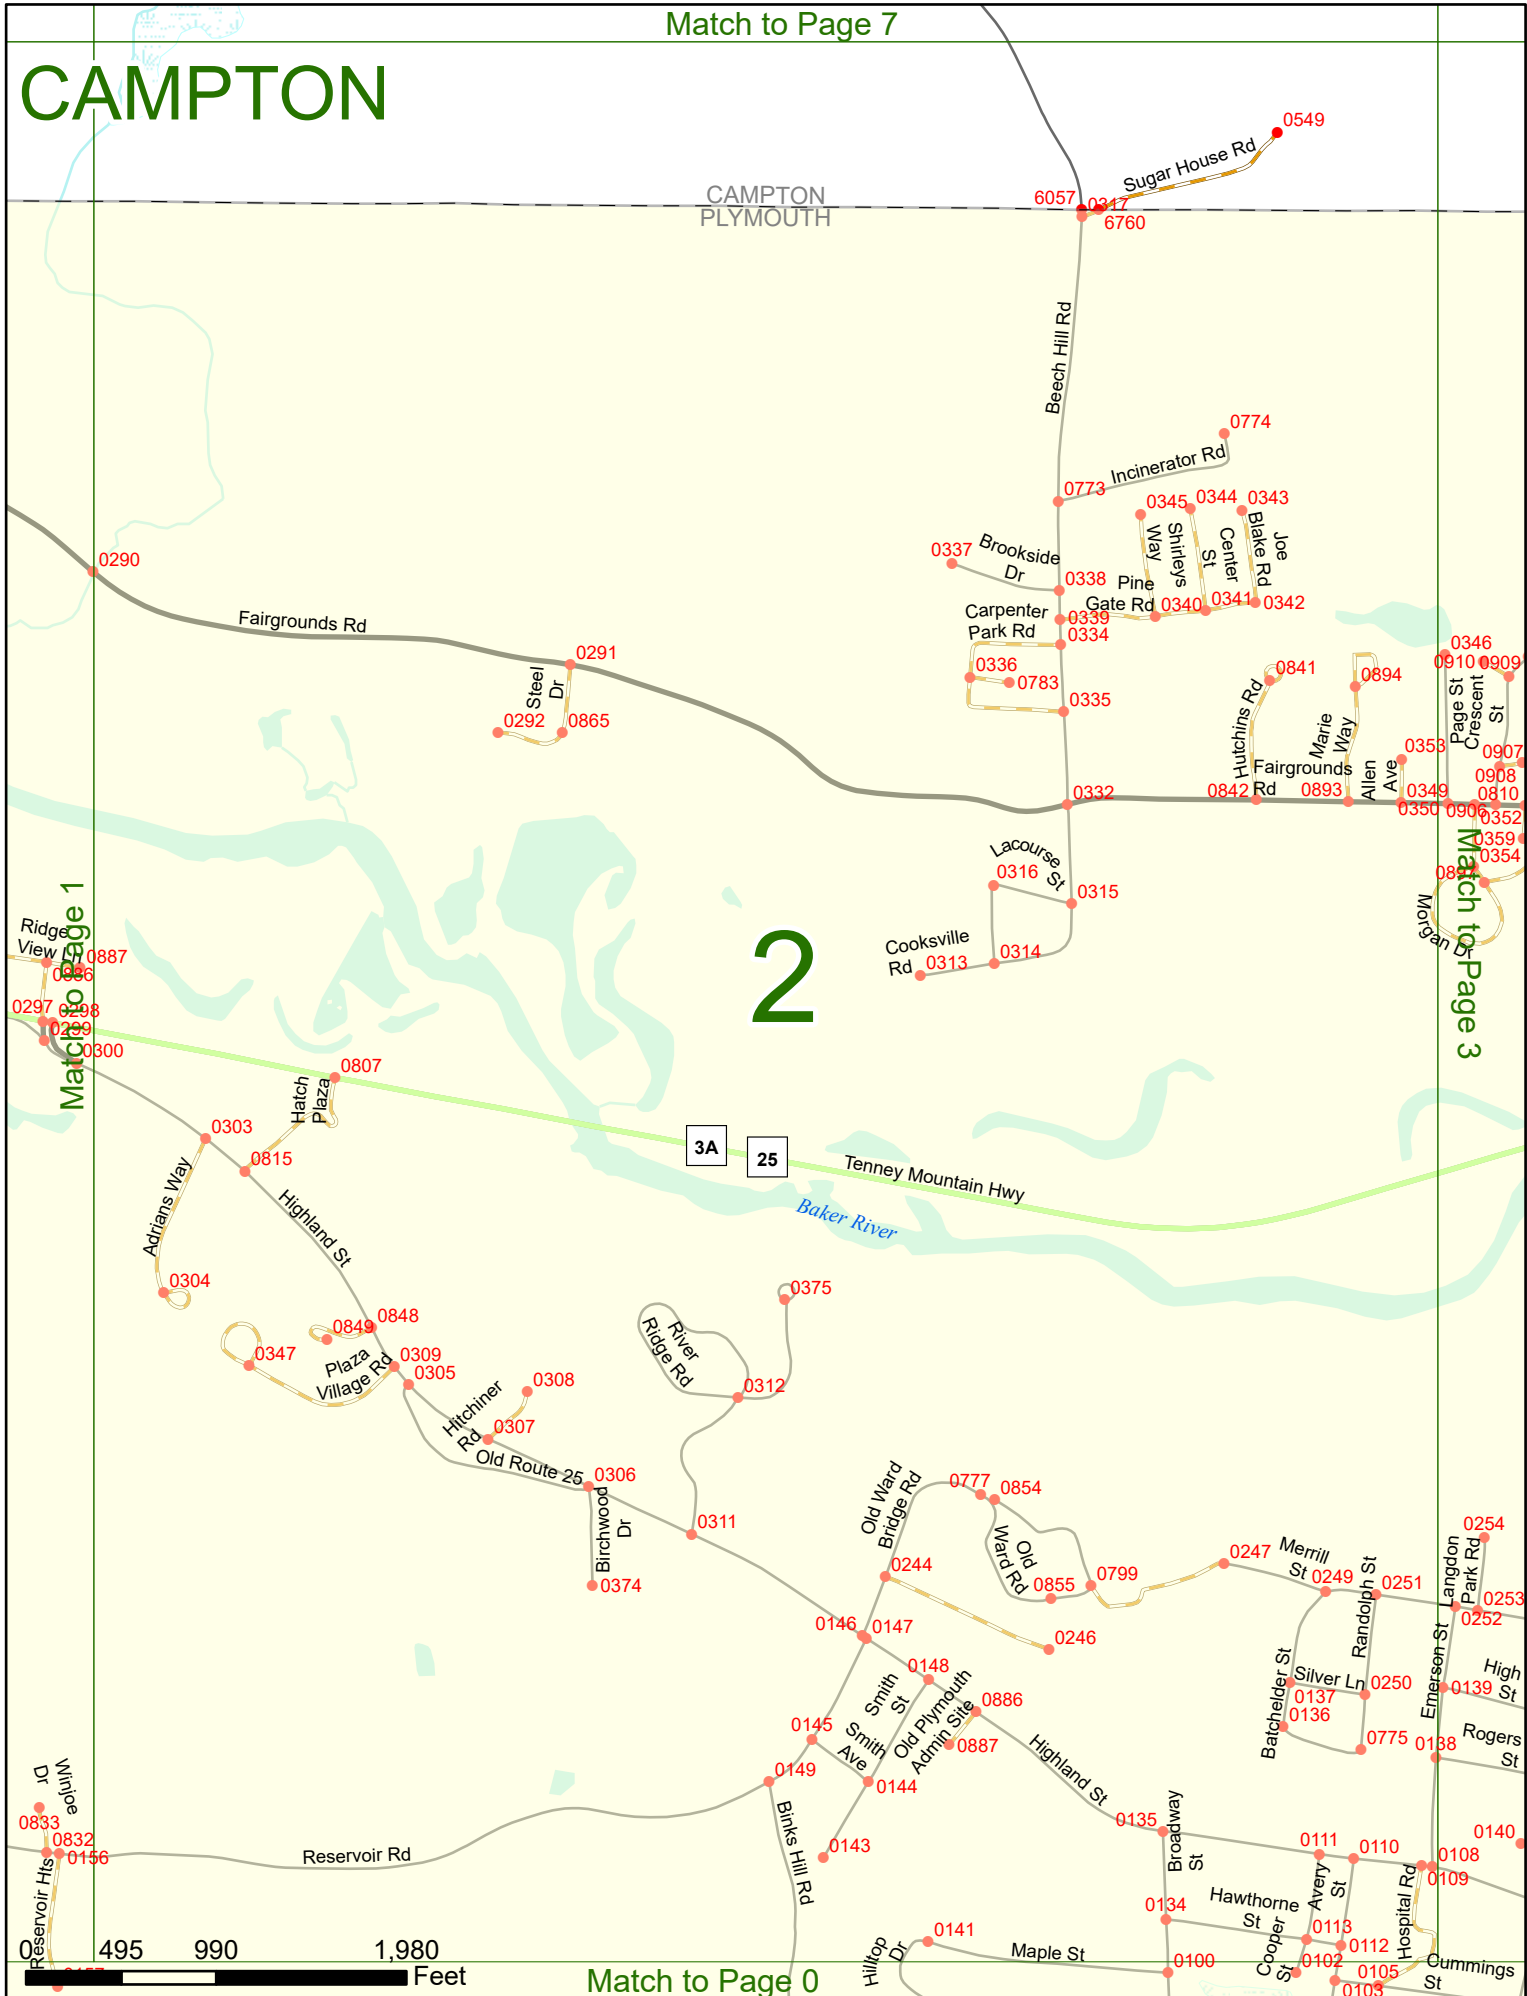 Match to Page 7
CAMPTON
0549
Sugar House Rd
CAMPTON
PLYMOUTH
6057
0317
6760
Beech Hill Rd
0774
Incinerator Rd
0773
0345
0344
0343
Way
Shirleys
Center
St
Joe
Blake Rd
0337
Brookside
Dr
0338
Pine
Gate Rd
0340
0341
0342
0290
Fairgrounds Rd
Carpenter
Park Rd
0339
0334
0291
Steel
Dr
0336
0783
0292
0865
0335
0841
Hutchins Rd
0894
Marie
Way
0346
0910
0909
Page St
Crescent
St
0353
Allen
Ave
0907
0908
Fairgrounds
Rd
0332
0842
0893
0349
0350
0906
0810
0352
0359
0354
0897
Match to Page 3
Morgan Dr
Lacourse
St
0316
0315
Match to Page 1
Ridge
View Ln
0887
0886
Cooksville
Rd
0313
0314
2
0297
0298
0299
0300
0807
Hatch
Plaza
0303
0815
3A
25
Tenney Mountain Hwy
Baker River
Adrians Way
Highland St
0304
0375
River
Ridge Rd
0848
0849
0347
Plaza
Village Rd
0309
0305
0308
Hitchiner
Rd
0307
0312
Old Route 25
0306
Birchwood
Dr
0311
0374
Old Ward
Bridge Rd
0777
0854
0244
Old
Ward Rd
0855
0799
0247
Merrill
St
0249
Randolph St
0251
Langdon
Park Rd
0254
0253
0252
0146
0147
0246
0148
Smith
St
Old Plymouth
Admin Site
0886
0887
Batchelder St
Silver Ln
0137
0136
0250
0775
Emerson St
0139
High
St
0138
Rogers
St
0145
Smith
Ave
0144
0149
Highland St
0143
Binks Hill Rd
Winjoe
Dr
0833
0832
0156
Reservoir Rd
Reservoir Hts
0135
Broadway
St
0111
0110
Avery
St
0140
0108
0109
Hospital Rd
0134
Hawthorne
St
0113
0112
Cooper
St
0102
Hilltop
Dr
0141
Maple St
0100
0103
0105
Cummings
St
0157
0 495 990 1,980
Feet
Match to Page 0